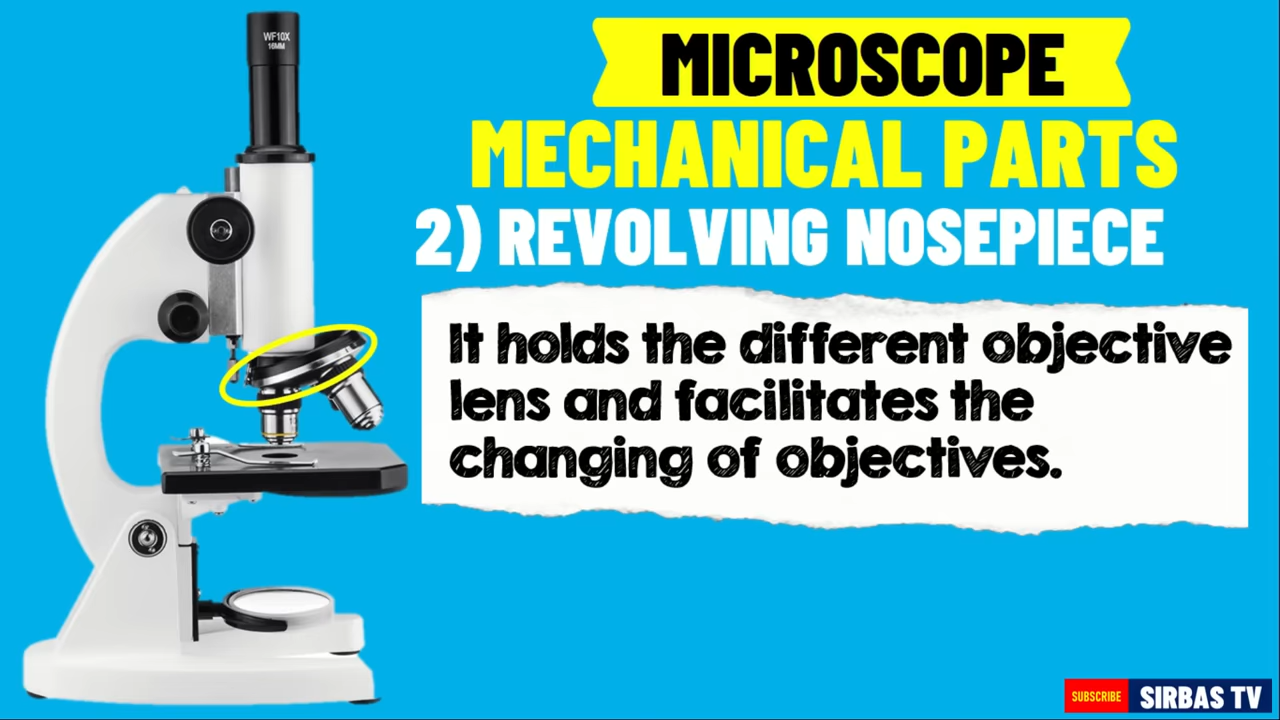 WF10X
16MM
MICROSCOPE
MECHANICAL PARTS
2) REVOLVING NOSEPIECE
It holds the different objective
lens and facilitates the
changing of objectives.
SUBSCRIBE SIRBAS TV